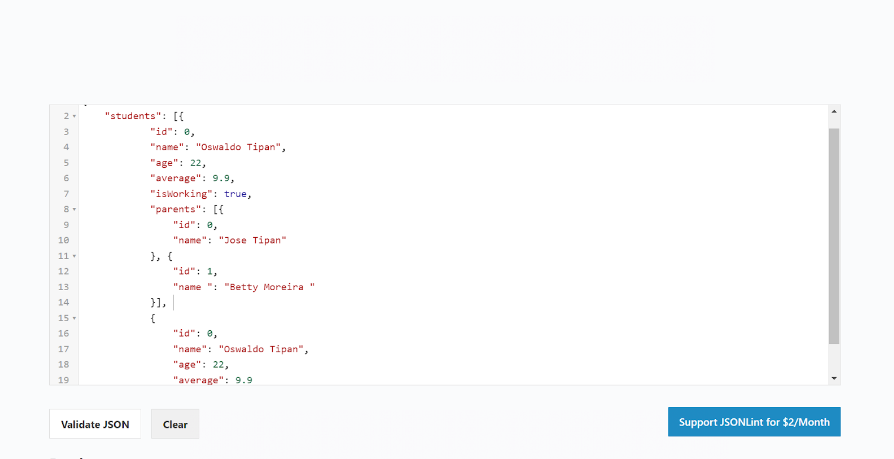 2 "students": [{
3 "id": 0,
4 "name": "Oswaldo Tipan",
5 "age": 22,
6 "average": 9.9,
7 "isWorking": true,
8 "parents": [{
9 "id": 0,
10 "name": "Jose Tipan"
11 }, {
12 "id": 1,
13 "name ": "Betty Moreira "
14 }],
15 {
16 "id": 0,
17 "name": "Oswaldo Tipan",
18 "age": 22,
19 "average": 9.9
Validate JSON Clear Support JSONLint for $2/Month